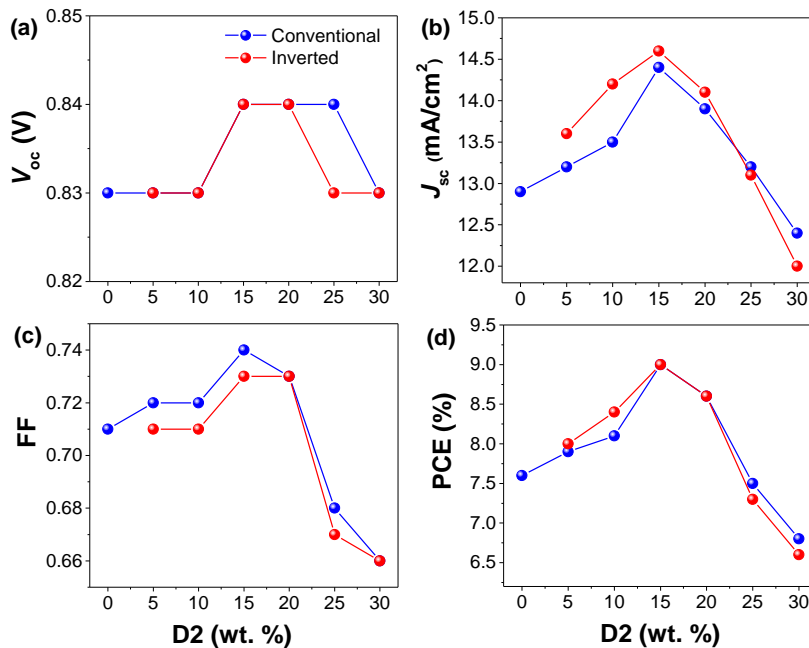 (a)
0.85
0.84
0.83
0.82
V_oc (V)
Conventional
Inverted
0 5 10 15 20 25 30
(b)
15.0
14.5
14.0
13.5
13.0
12.5
12.0
J_sc (mA/cm²)
0 5 10 15 20 25 30
(c)
0.74
0.72
0.70
0.68
0.66
FF
0 5 10 15 20 25 30
D2 (wt. %)
(d)
9.5
9.0
8.5
8.0
7.5
7.0
6.5
PCE (%)
0 5 10 15 20 25 30
D2 (wt. %)